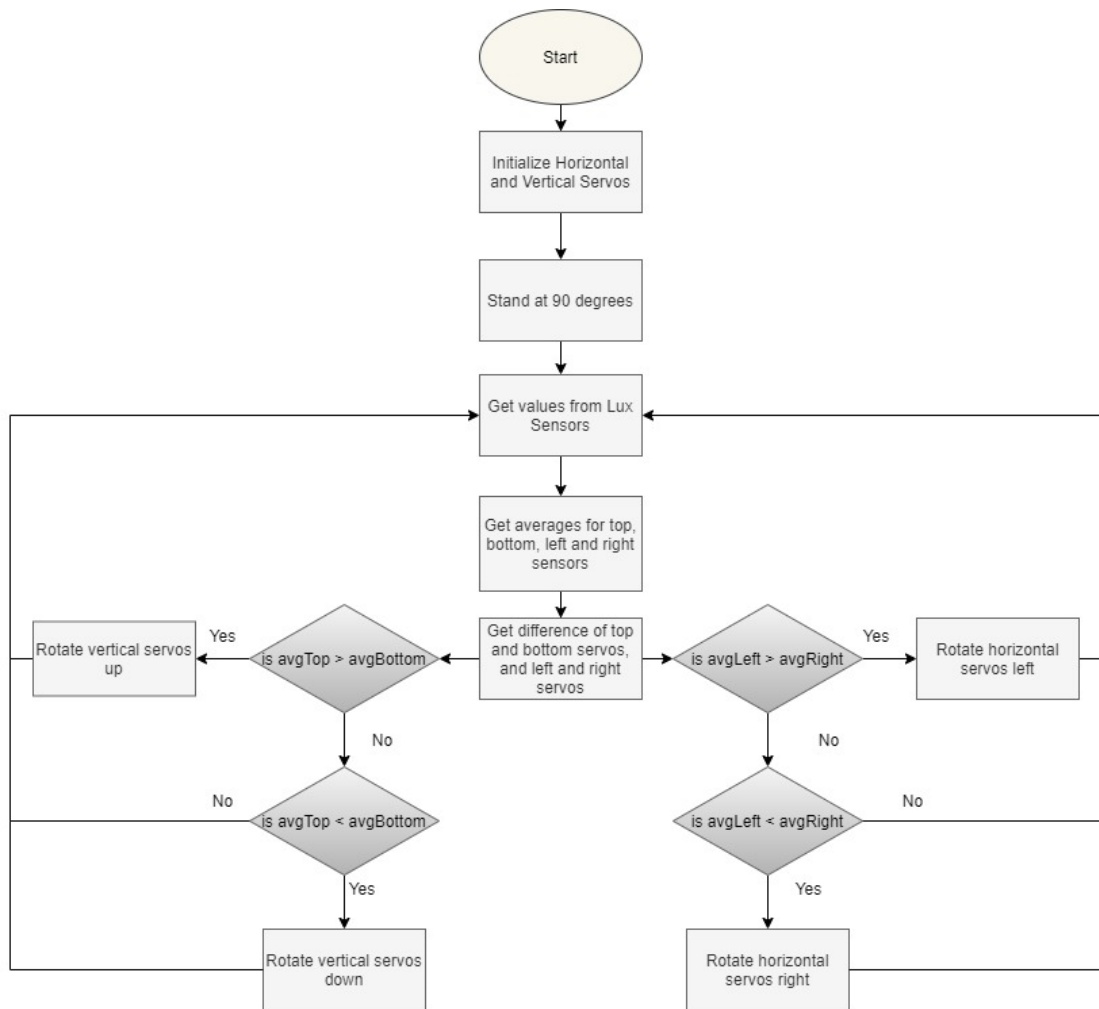 Start
Initialize Horizontal
and Vertical Servos
Stand at 90 degrees
Get values from Lux
Sensors
Get averages for top,
bottom, left and right
sensors
Get difference of top
and bottom servos,
and left and right
servos
is avgTop > avgBottom
Yes
Rotate vertical servos
up
No
is avgTop < avgBottom
No
Yes
Rotate vertical servos
down
is avgLeft > avgRight
Yes
Rotate horizontal
servos left
No
is avgLeft < avgRight
No
Yes
Rotate horizontal
servos right